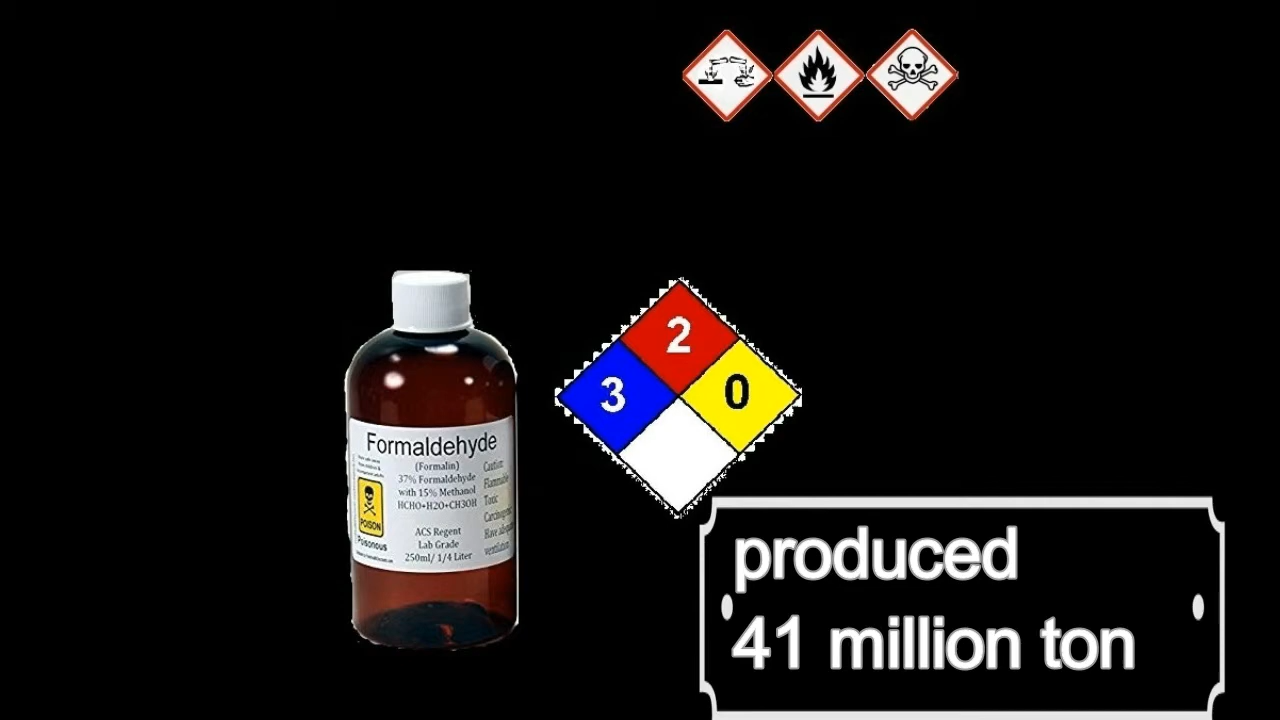 2
3
0
Formaldehyde
(Formalin)
37% Formaldehyde
with 15% Methanol
HCHO+H2O+CH3OH
ACS Regent
Lab Grade
250ml/ 1/4 Liter
POISON
Poisonous
Caution:
Toxic
produced
41 million ton